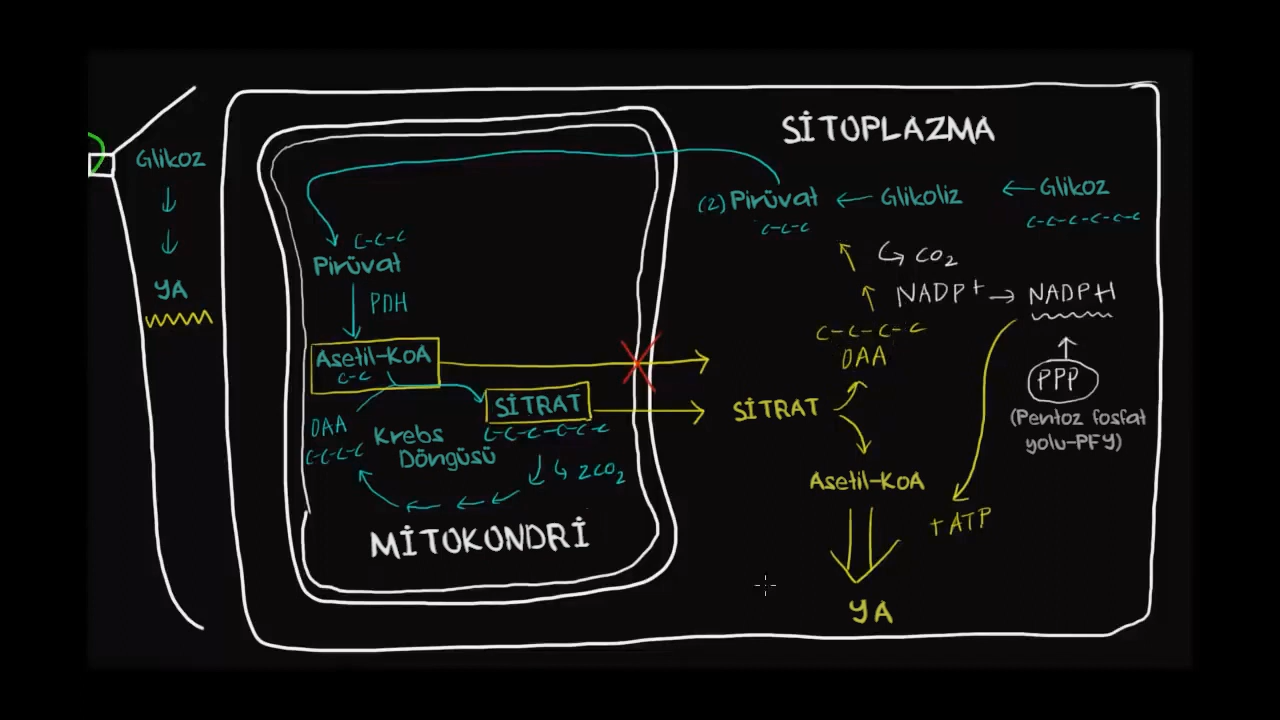 Glikoz
YA
SİTOPLAZMA
(2) Pirüvat ← Glikoliz ← Glikoz
C-C-C
C-C-C-C-C-C
↳ CO₂
NADP+ → NADPH
C-C-C-C
OAA
PPP
(Pentoz fosfat
yolu-PFY)
SİTRAT
Asetil-KoA
+ATP
YA
C-C-C
Pirüvat
PDH
Asetil-KoA
C-C
SİTRAT
C-C-C-C-C-C
OAA
C-C-C-C
Krebs
Döngüsü
↳ 2CO₂
MİTOKONDRİ